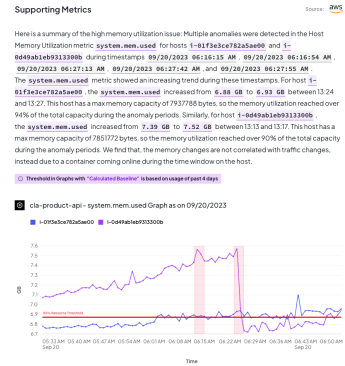 Supporting Metrics
Source: aws
Here is a summary of the high memory utilization issue: Multiple anomalies were detected in the Host
Memory Utilization metric system.mem.used for hosts i-01f3e3ce782a5ae00 and i-
0d49ab1eb9313300b during timestamps 09/20/2023 06:16:15 AM , 09/20/2023 06:16:54 AM ,
09/20/2023 06:27:13 AM , 09/20/2023 06:27:42 AM , and 09/20/2023 06:27:55 AM .
The system.mem.used metric showed an increasing trend during these timestamps. For host i-
01f3e3ce782a5ae00 , the system.mem.used increased from 6.88 GB to 6.93 GB between 13:24
and 13:27. This host has a max memory capacity of 7937788 bytes, so the memory utilization reached over
94% of the total capacity during the anomaly periods. Similarly, for host i-0d49ab1eb9313300b ,
the system.mem.used increased from 7.39 GB to 7.52 GB between 13:13 and 13:17. This host has a
max memory capacity of 7851772 bytes, so the memory utilization reached over 90% of the total capacity
during the anomaly periods. We find that, the memory changes are not correlated with traffic changes,
instead due to a container coming online during the time window on the host.
Threshold in Graphs with "Calculated Baseline" is based on usage of past 4 days
cla-product-api - system.mem.used Graph as on 09/20/2023
i-01f3e3ce782a5ae00 i-0d49ab1eb9313300b
7.6
7.5
7.4
7.3
7.2
7.1
7.0
6.9
6.8
6.7
GB
05:33 AM 05:40 AM 05:47 AM 05:54 AM 06:01 AM 06:08 AM 06:15 AM 06:22 AM 06:29 AM 06:36 AM 06:43 AM 06:50 AM
Sep 20 Sep 20
Time